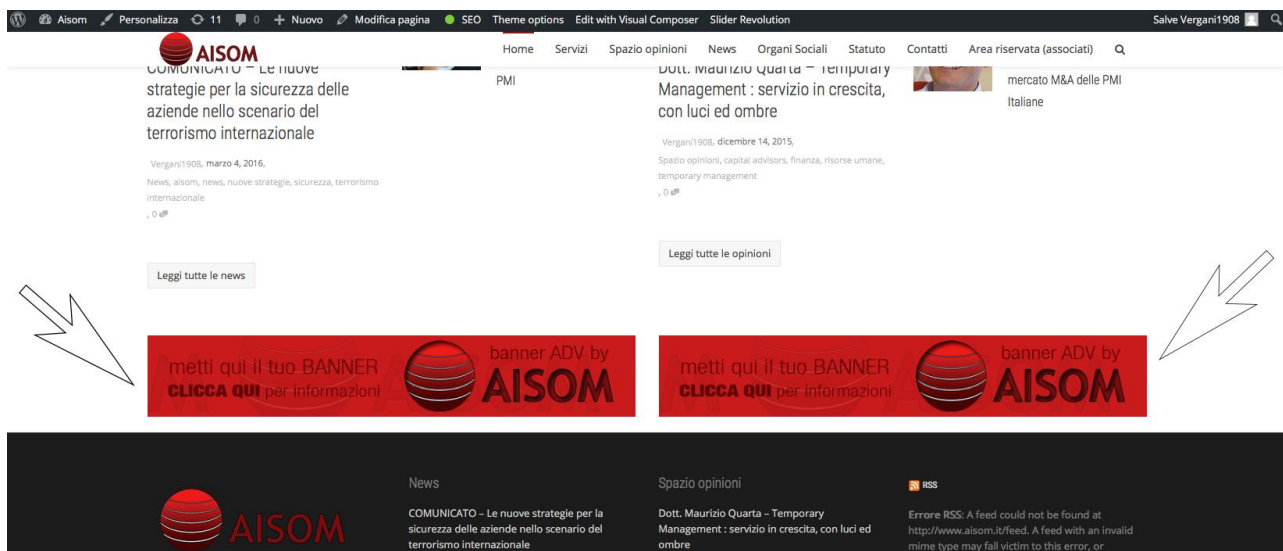 Aisom Personalizza 11 0 + Nuovo Modifica pagina SEO Theme options Edit with Visual Composer Slider Revolution Salve Vergani1908
AISOM Home Servizi Spazio opinioni News Organi Sociali Statuto Contatti Area riservata (associati)
COMUNICATO – Le nuove
strategie per la sicurezza delle
aziende nello scenario del
terrorismo internazionale
PMI
Vergani1908, marzo 4, 2016,
News, aisom, news, nuove strategie, sicurezza, terrorismo
internazionale
, 0
Leggi tutte le news
Dott. Maurizio Quarta – Temporary
Management : servizio in crescita,
con luci ed ombre
mercato M&A delle PMI
Italiane
Vergani1908, dicembre 14, 2015,
Spazio opinioni, capital advisors, finanza, risorse umane,
temporary management
, 0
Leggi tutte le opinioni
metti qui il tuo BANNER
CLICCA QUI per informazioni
banner ADV by
AISOM
metti qui il tuo BANNER
CLICCA QUI per informazioni
banner ADV by
AISOM
AISOM
News
COMUNICATO – Le nuove strategie per la
sicurezza delle aziende nello scenario del
terrorismo internazionale
Spazio opinioni
Dott. Maurizio Quarta – Temporary
Management : servizio in crescita, con luci ed
ombre
RSS
Errore RSS: A feed could not be found at
http://www.aisom.it/feed. A feed with an invalid
mime type may fall victim to this error, or